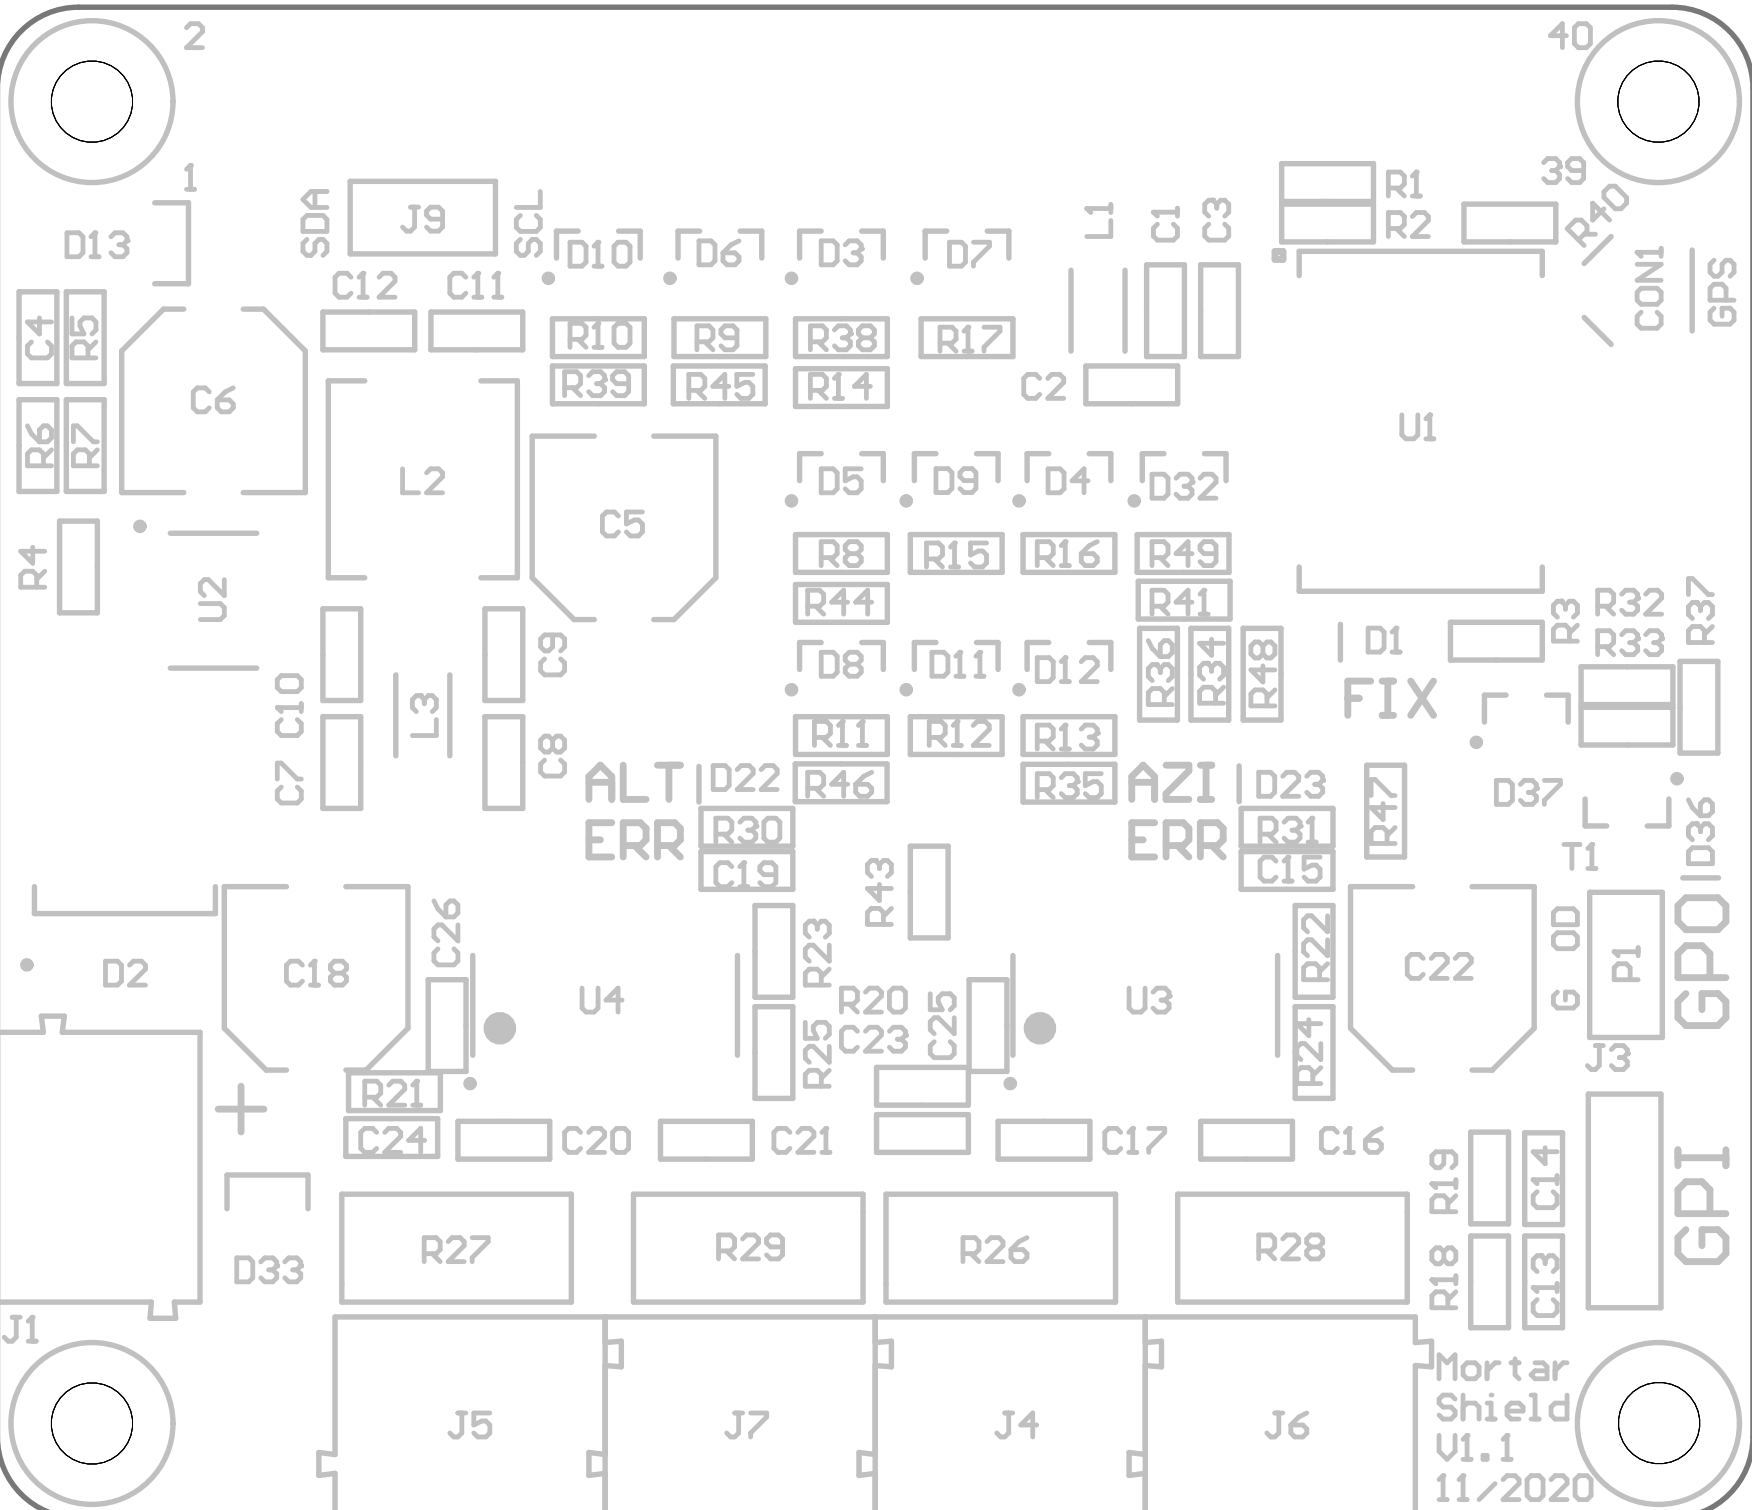 2
40
1
39
R1
R2
R40
D13
SDA
J9
SCL
D10
D6
D3
D7
L1
C1
C3
CON1
GPS
C12
C11
C4
R5
R10
R9
R38
R17
C6
R39
R45
R14
C2
U1
R6
R7
L2
D5
D9
D4
D32
C5
R4
R8
R15
R16
R49
U2
R44
R41
R3
R32
R37
R33
D1
C9
D8
D11
D12
R36
R34
R48
FIX
C10
L3
R11
R12
R13
C7
C8
ALT
D22
R46
R35
AZI
D23
R47
D37
D36
ERR
R30
ERR
R31
T1
C19
C15
R43
C26
R23
R22
OD
P1
GPO
D2
C18
U4
R20
C25
U3
C22
G
C23
R25
R24
J3
R21
+
C24
C20
C21
C17
C16
R19
C14
GPI
R27
R29
R26
R28
D33
R18
C13
J1
J5
J7
J4
J6
Mortar
Shield
V1.1
11/2020